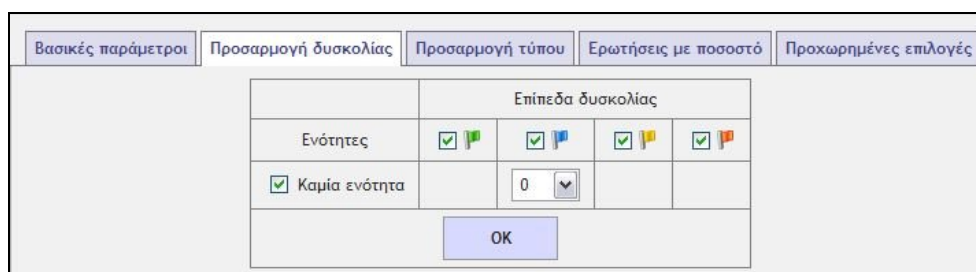 Βασικές παράμετροι Προσαρμογή δυσκολίας Προσαρμογή τύπου Ερωτήσεις με ποσοστό Προχωρημένες επιλογές
Επίπεδα δυσκολίας
Ενότητες
Καμία ενότητα 0
OK